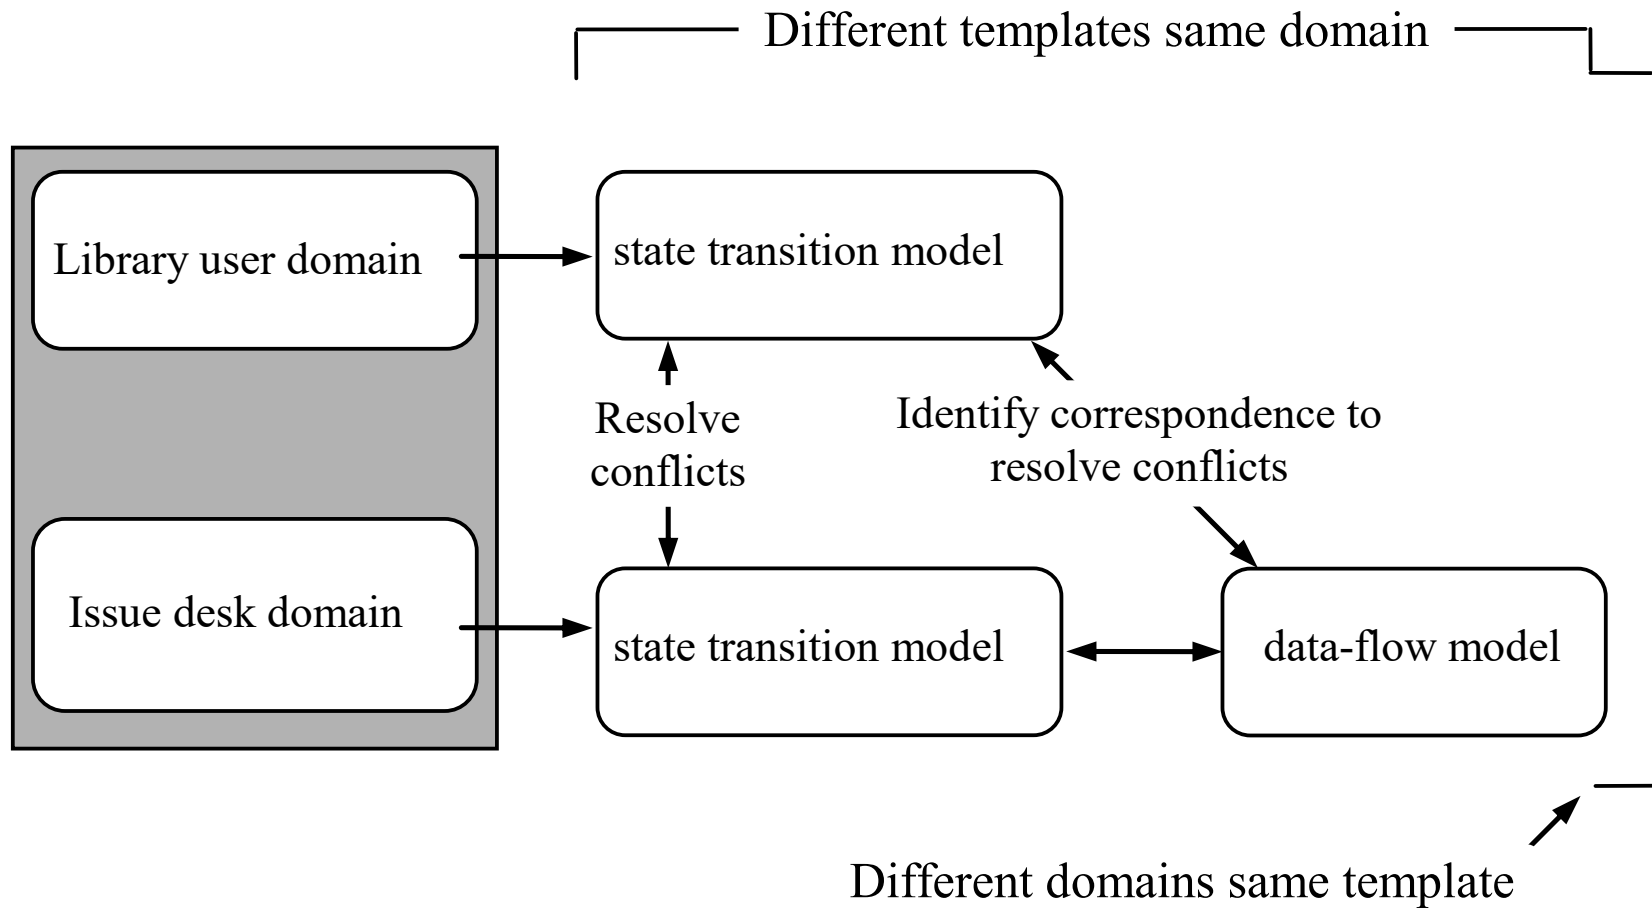 Different templates same domain
Library user domain
state transition model
Resolve
conflicts
Identify correspondence to
resolve conflicts
Issue desk domain
state transition model
data-flow model
Different domains same template